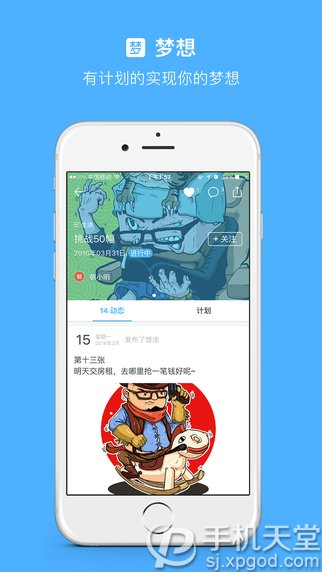 梦 梦想
有计划的实现你的梦想
中国移动
下午1:57
挑战50幅
2016年03月31日 进行中
+ 关注
14 动态
计划
15 星期一 发布了想法
2016年2月
第十三张
明天交房租，去哪里抢一笔钱好呢~
手机天堂
sj.xpgod.com